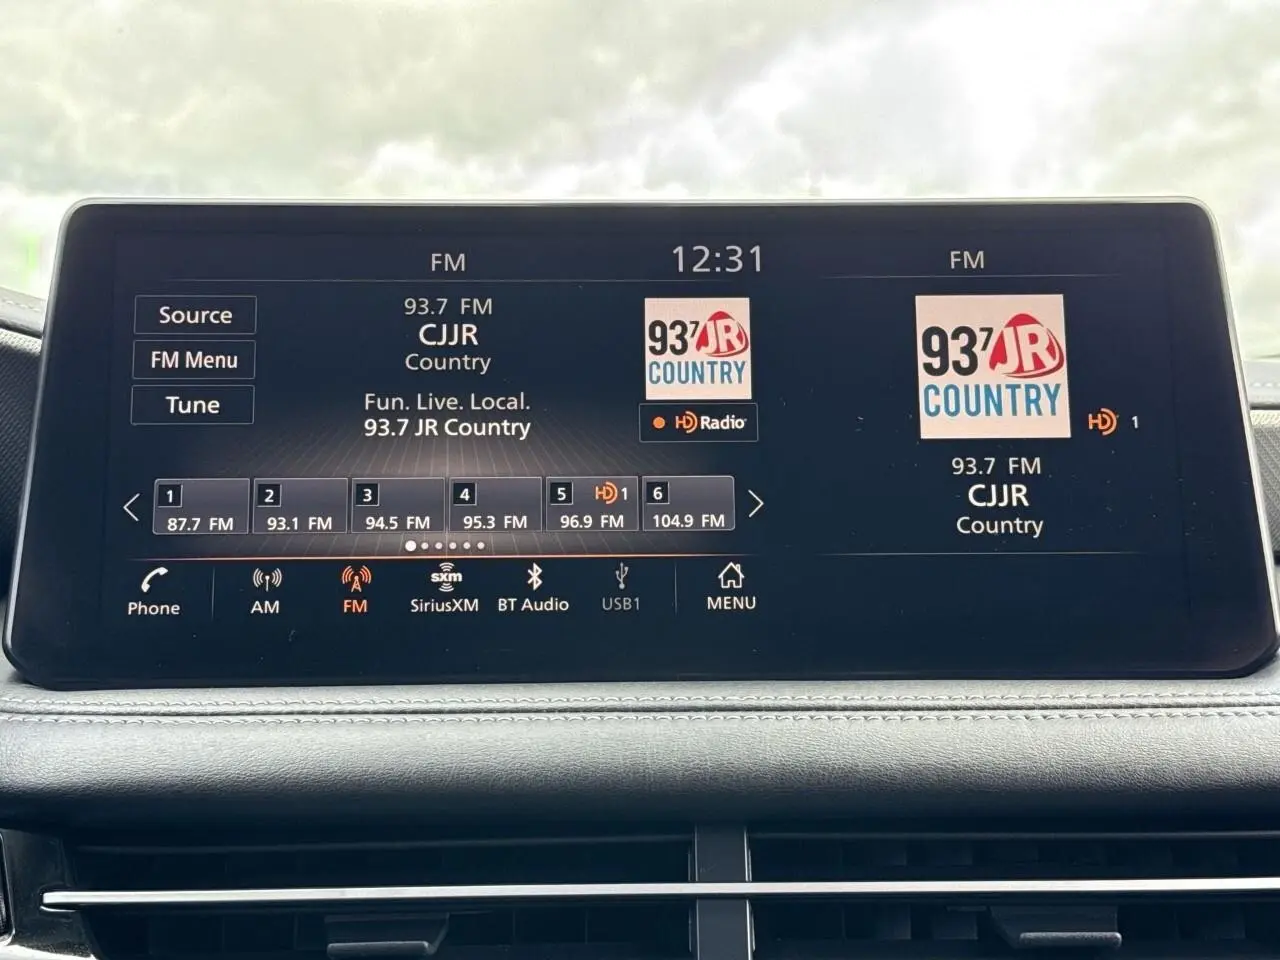 FM
12:31
FM
Source
FM Menu
Tune
93.7 FM
CJJR
Country
Fun. Live. Local.
93.7 JR Country
93⁷ JR
COUNTRY
HD Radio
93⁷ JR
COUNTRY
HD 1
93.7 FM
CJJR
Country
1
87.7 FM
2
93.1 FM
3
94.5 FM
4
95.3 FM
5 HD 1
96.9 FM
6
104.9 FM
Phone
AM
FM
sxm
SiriusXM
BT Audio
USB1
MENU